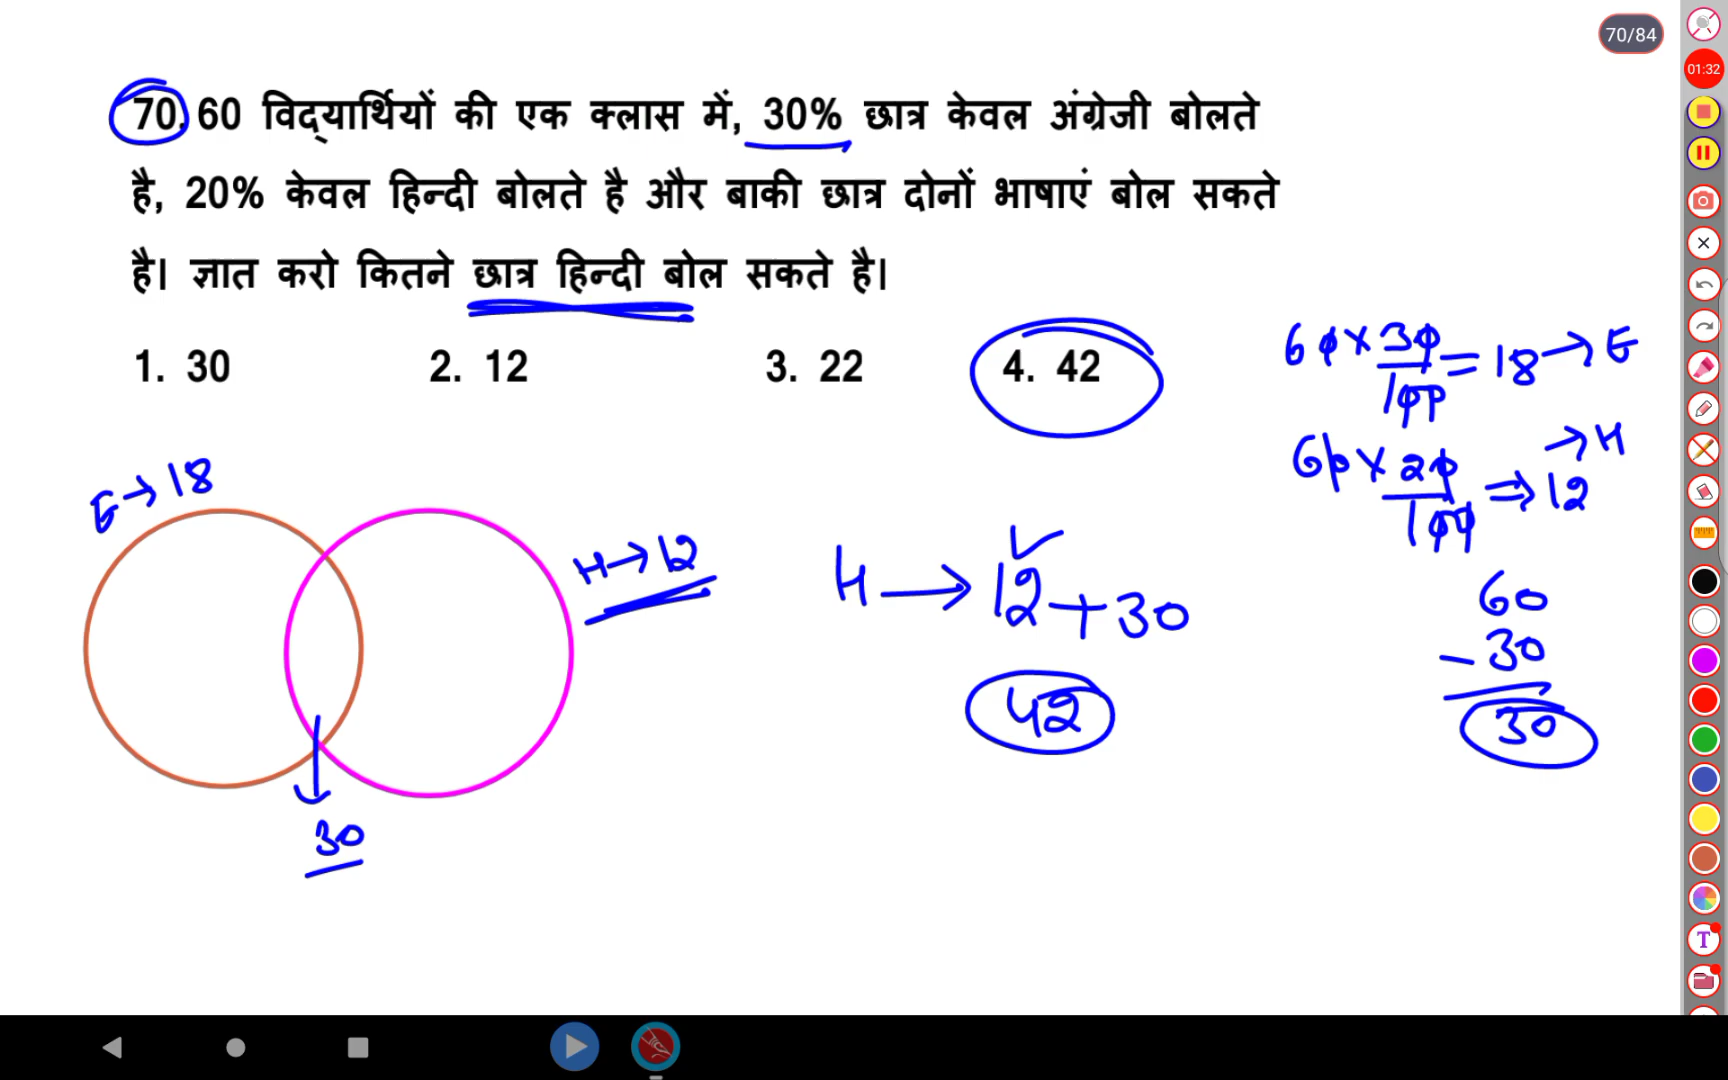 70/84
01:32
70. 60 विद्यार्थियों की एक क्लास में, 30% छात्र केवल अंग्रेजी बोलते
है, 20% केवल हिन्दी बोलते है और बाकी छात्र दोनों भाषाएं बोल सकते
है। ज्ञात करो कितने छात्र हिन्दी बोल सकते है।
1. 30 2. 12 3. 22 4. 42
60 × 30/100 = 18 → E
60 × 20/100 ⇒ 12 → H
E → 18
H → 12
H → 12 + 30
42
60
- 30
30
30
T